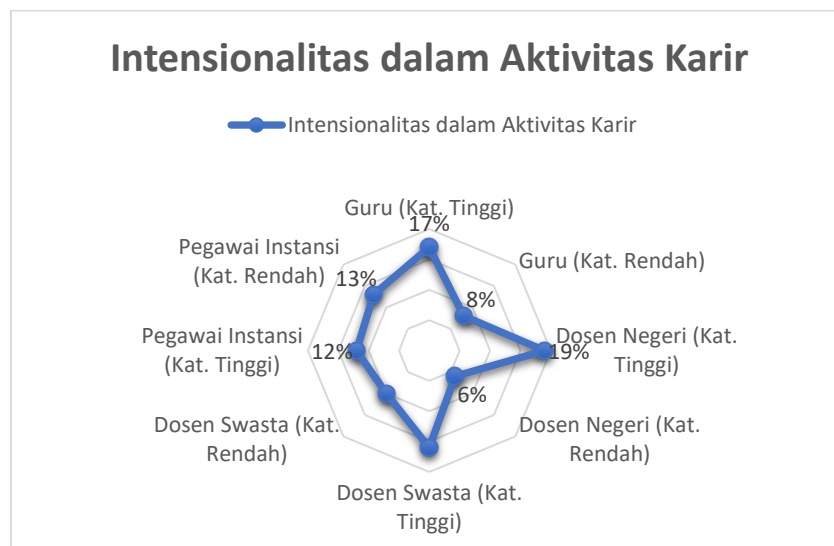 Intensionalitas dalam Aktivitas Karir
Intensionalitas dalam Aktivitas Karir
Guru (Kat. Tinggi)
17%
Pegawai Instansi
(Kat. Rendah)
13%
Guru (Kat. Rendah)
8%
Pegawai Instansi
(Kat. Tinggi)
12%
Dosen Negeri (Kat.
Tinggi)
19%
Dosen Swasta (Kat.
Rendah)
6%
Dosen Negeri (Kat.
Rendah)
Dosen Swasta (Kat.
Tinggi)